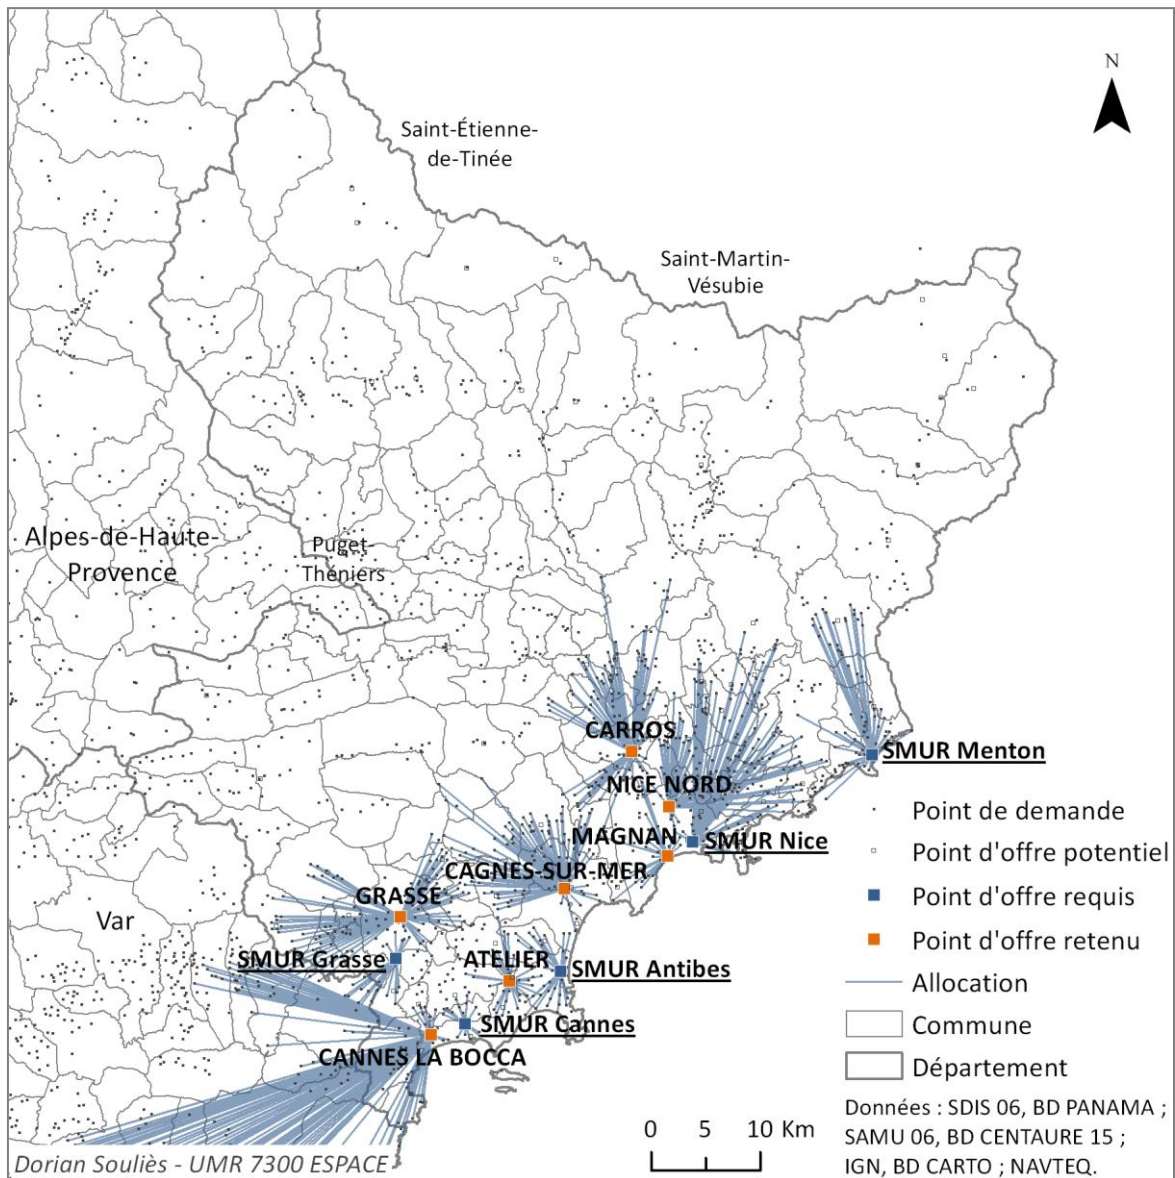 N
Saint-Étienne-
de-Tinée
Saint-Martin-
Vésubie
Alpes-de-Haute-
Provence
Puget-
Théniers
CARROS
SMUR Menton
NICE NORD
MAGNAN
SMUR Nice
CAGNES-SUR-MER
GRASSE
Var
SMUR Grasse
ATELIER
SMUR Antibes
SMUR Cannes
CANNES LA BOCCA
Point de demande
Point d'offre potentiel
Point d'offre requis
Point d'offre retenu
Allocation
Commune
Département
Données : SDIS 06, BD PANAMA ;
SAMU 06, BD CENTAURE 15 ;
IGN, BD CARTO ; NAVTEQ.
0 5 10 Km
Dorian Souliès - UMR 7300 ESPACE